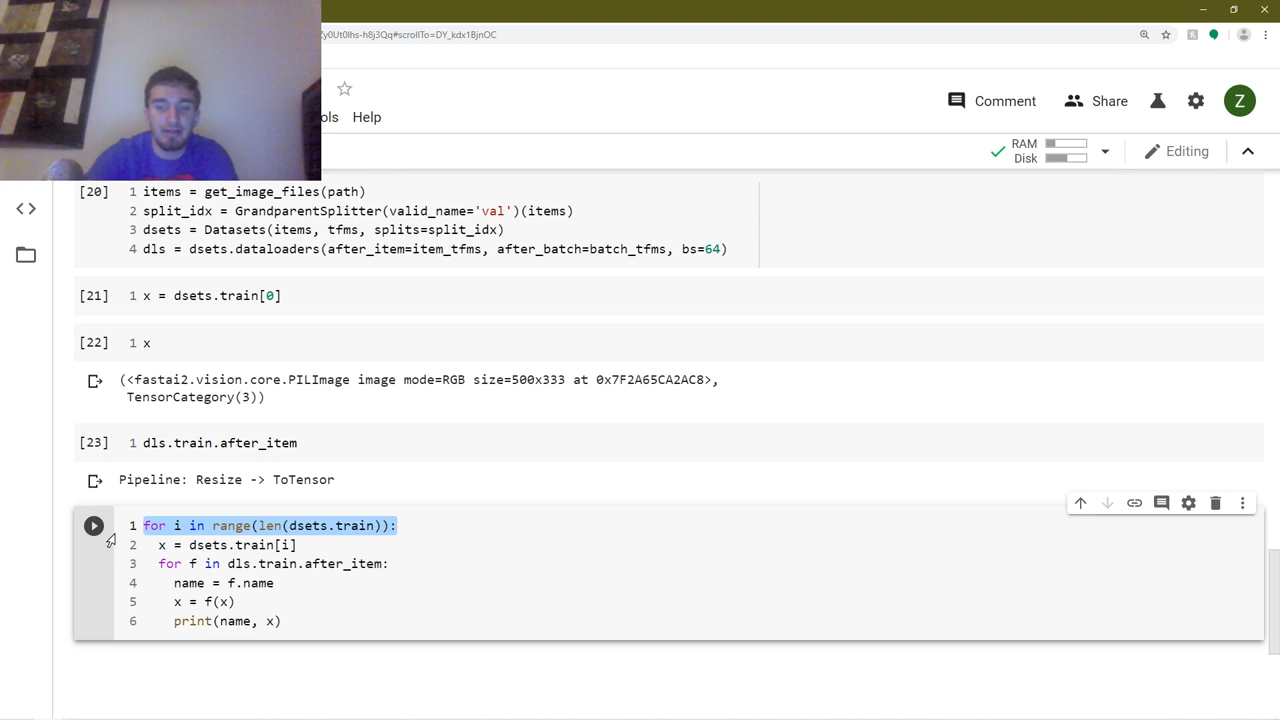 Zy0Ut0lhs-h8j3Qq#scrollTo=DY_kdx1BjnOC
ols Help
Comment Share Z
RAM
Disk
Editing
[20] 1 items = get_image_files(path)
2 split_idx = GrandparentSplitter(valid_name='val')(items)
3 dsets = Datasets(items, tfms, splits=split_idx)
4 dls = dsets.dataloaders(after_item=item_tfms, after_batch=batch_tfms, bs=64)
[21] 1 x = dsets.train[0]
[22] 1 x
(<fastai2.vision.core.PILImage image mode=RGB size=500x333 at 0x7F2A65CA2AC8>,
TensorCategory(3))
[23] 1 dls.train.after_item
Pipeline: Resize -> ToTensor
1 for i in range(len(dsets.train)):
2 x = dsets.train[i]
3 for f in dls.train.after_item:
4 name = f.name
5 x = f(x)
6 print(name, x)